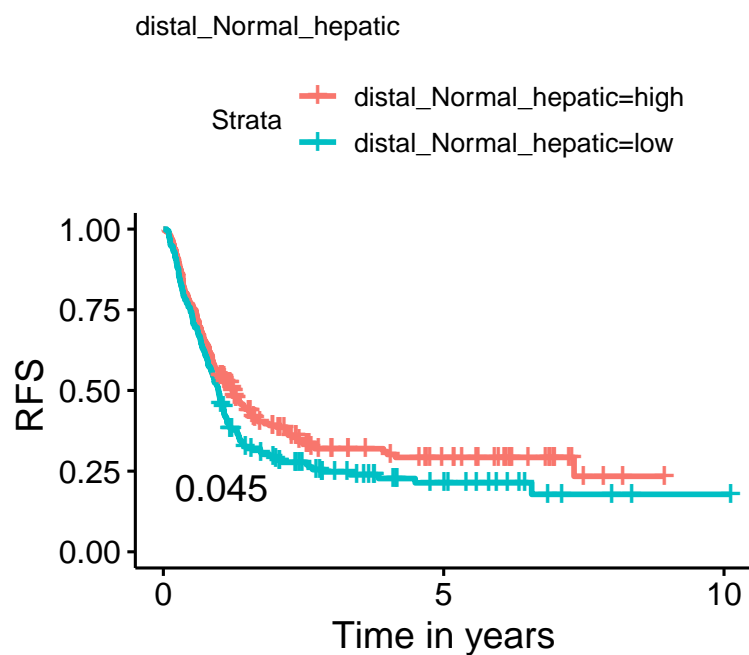 distal_Normal_hepatic
Strata
distal_Normal_hepatic=high
distal_Normal_hepatic=low
RFS
1.00
0.75
0.50
0.25
0.00
0.045
0 5 10
Time in years